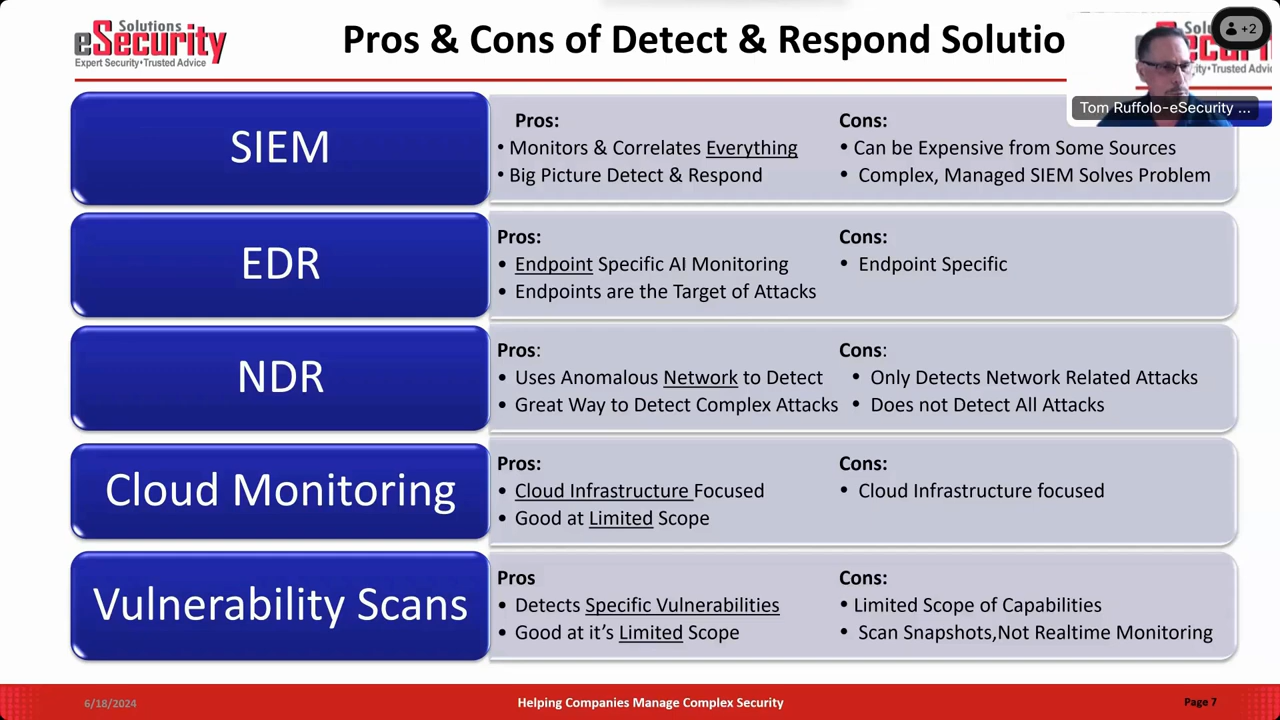 Solutions
eSecurity
Expert Security•Trusted Advice
Pros & Cons of Detect & Respond Solutio
+2
Tom Ruffolo-eSecurity ...
SIEM
Pros:
• Monitors & Correlates Everything
• Big Picture Detect & Respond
Cons:
• Can be Expensive from Some Sources
• Complex, Managed SIEM Solves Problem
EDR
Pros:
• Endpoint Specific AI Monitoring
• Endpoints are the Target of Attacks
Cons:
• Endpoint Specific
NDR
Pros:
• Uses Anomalous Network to Detect
• Great Way to Detect Complex Attacks
Cons:
• Only Detects Network Related Attacks
• Does not Detect All Attacks
Cloud Monitoring
Pros:
• Cloud Infrastructure Focused
• Good at Limited Scope
Cons:
• Cloud Infrastructure focused
Vulnerability Scans
Pros
• Detects Specific Vulnerabilities
• Good at it’s Limited Scope
Cons:
• Limited Scope of Capabilities
• Scan Snapshots,Not Realtime Monitoring
6/18/2024
Helping Companies Manage Complex Security
Page 7